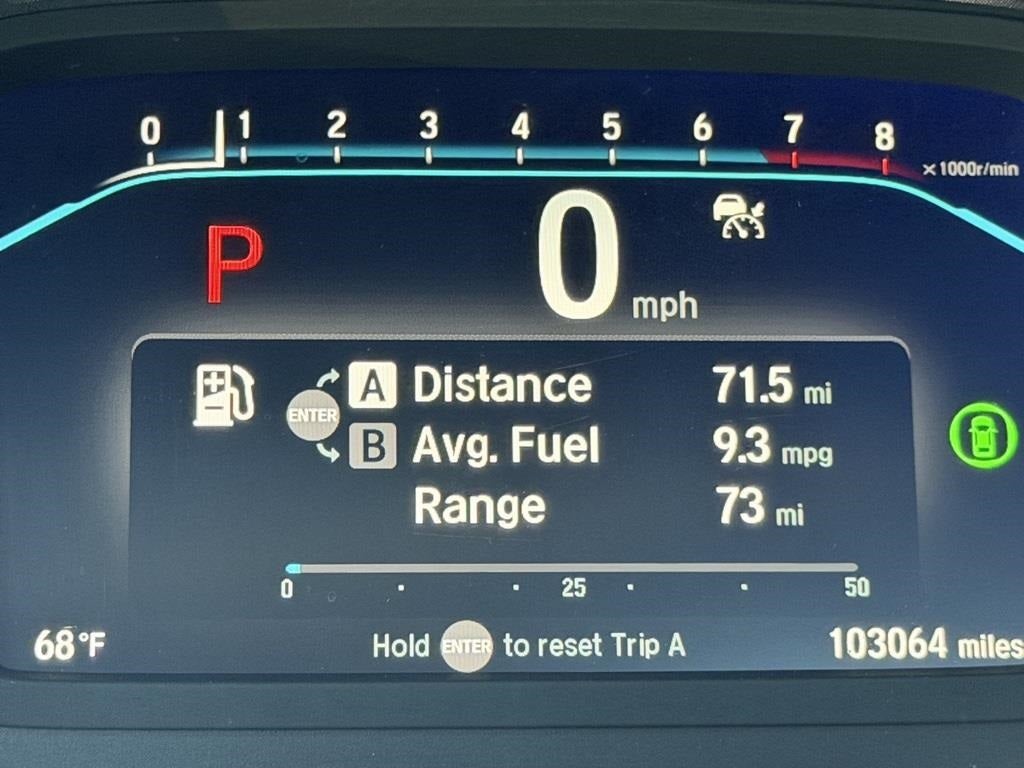 0 1 2 3 4 5 6 7 8
×1000r/min
P 0 mph
ENTER A Distance 71.5 mi
B Avg. Fuel 9.3 mpg
Range 73 mi
0 25 50
68°F Hold ENTER to reset Trip A 103064 miles